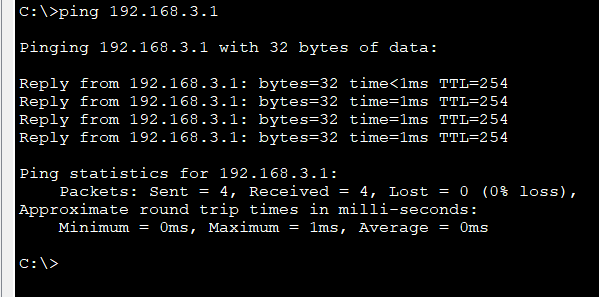 C:\>ping 192.168.3.1
Pinging 192.168.3.1 with 32 bytes of data:
Reply from 192.168.3.1: bytes=32 time<1ms TTL=254
Reply from 192.168.3.1: bytes=32 time=1ms TTL=254
Reply from 192.168.3.1: bytes=32 time=1ms TTL=254
Reply from 192.168.3.1: bytes=32 time=1ms TTL=254
Ping statistics for 192.168.3.1:
    Packets: Sent = 4, Received = 4, Lost = 0 (0% loss),
Approximate round trip times in milli-seconds:
    Minimum = 0ms, Maximum = 1ms, Average = 0ms
C:\>